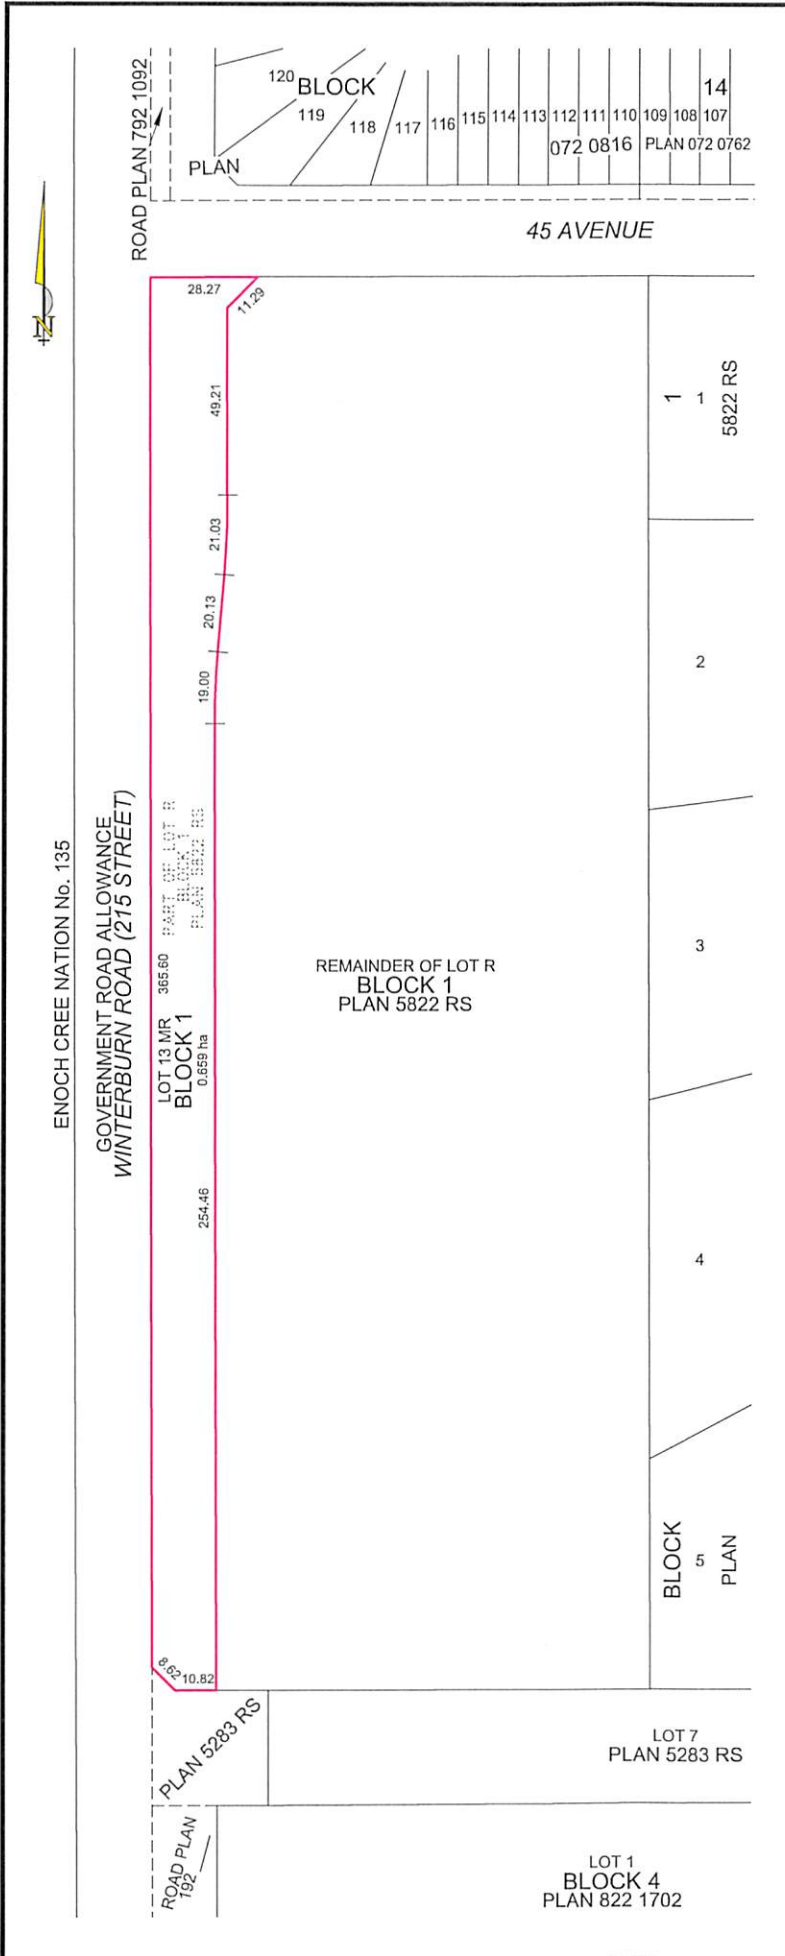 ROAD PLAN 792 1092
120
BLOCK
119
118
117
116
115
114
113
112
111
110
109
108
107
14
072 0816
PLAN 072 0762
PLAN
45 AVENUE
N
28.27
11.29
49.21
21.03
20.13
19.00
1
1
5822 RS
2
3
4
BLOCK
5
PLAN
ENOCH CREE NATION No. 135
GOVERNMENT ROAD ALLOWANCE
WINTERBURN ROAD (215 STREET)
365.60
PART OF LOT R
BLOCK 1
PLAN 5822 RS
LOT 13 MR
BLOCK 1
0.659 ha
254.46
REMAINDER OF LOT R
BLOCK 1
PLAN 5822 RS
8.62
10.82
PLAN 5283 RS
LOT 7
PLAN 5283 RS
ROAD PLAN
192
LOT 1
BLOCK 4
PLAN 822 1702